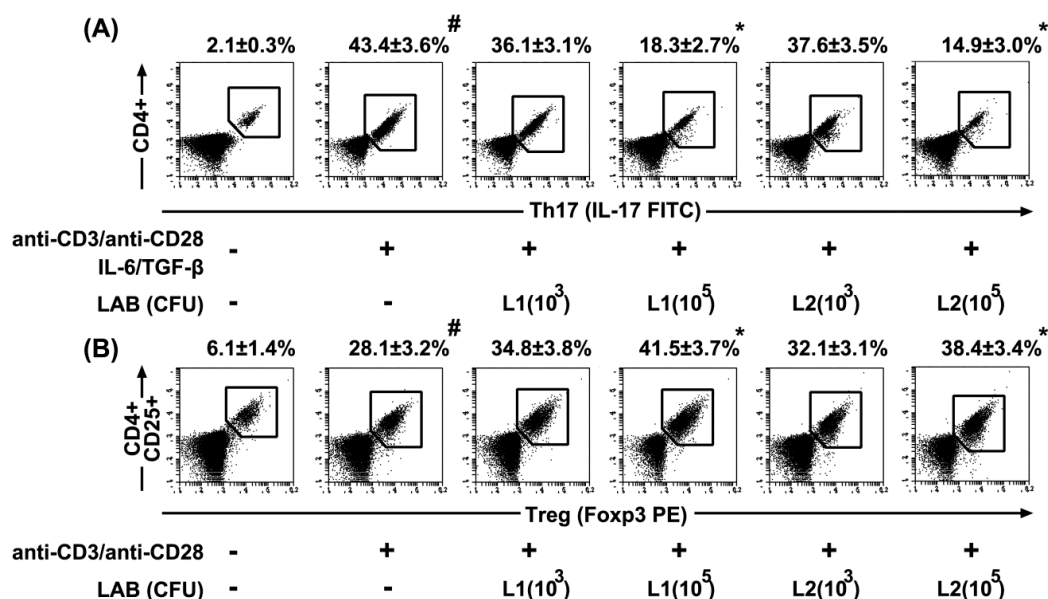 (A)
2.1±0.3% 43.4±3.6%# 36.1±3.1% 18.3±2.7%* 37.6±3.5% 14.9±3.0%*
CD4+
Th17 (IL-17 FITC)
anti-CD3/anti-CD28 - + + + + +
IL-6/TGF-β
LAB (CFU) - - L1(10³) L1(10⁵) L2(10³) L2(10⁵)
(B)
6.1±1.4% 28.1±3.2%# 34.8±3.8% 41.5±3.7%* 32.1±3.1% 38.4±3.4%*
CD4+
CD25+
Treg (Foxp3 PE)
anti-CD3/anti-CD28 - + + + + +
LAB (CFU) - - L1(10³) L1(10⁵) L2(10³) L2(10⁵)